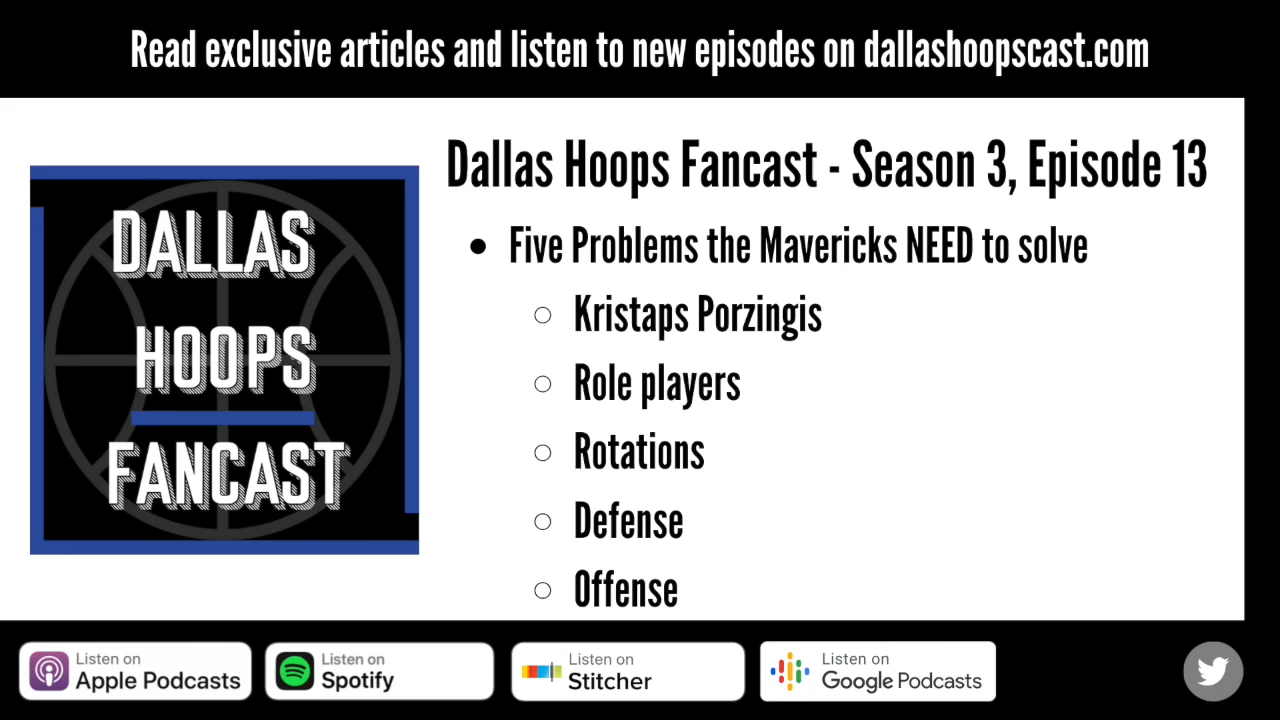 Read exclusive articles and listen to new episodes on dallashoopscast.com
DALLAS
HOOPS
FANCAST
Dallas Hoops Fancast - Season 3, Episode 13
• Five Problems the Mavericks NEED to solve
○ Kristaps Porzingis
○ Role players
○ Rotations
○ Defense
○ Offense
Listen on
Apple Podcasts
Listen on
Spotify
Listen on
Stitcher
Listen on
Google Podcasts